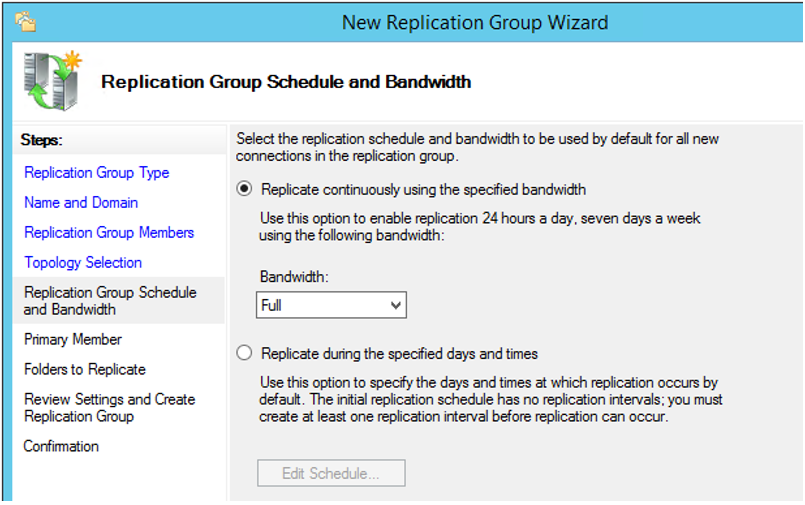 New Replication Group Wizard
Replication Group Schedule and Bandwidth
Steps:
Replication Group Type
Name and Domain
Replication Group Members
Topology Selection
Replication Group Schedule
and Bandwidth
Primary Member
Folders to Replicate
Review Settings and Create
Replication Group
Confirmation
Select the replication schedule and bandwidth to be used by default for all new
connections in the replication group.
Replicate continuously using the specified bandwidth
Use this option to enable replication 24 hours a day, seven days a week
using the following bandwidth:
Bandwidth:
Full
Replicate during the specified days and times
Use this option to specify the days and times at which replication occurs by
default. The initial replication schedule has no replication intervals; you must
create at least one replication interval before replication can occur.
Edit Schedule...